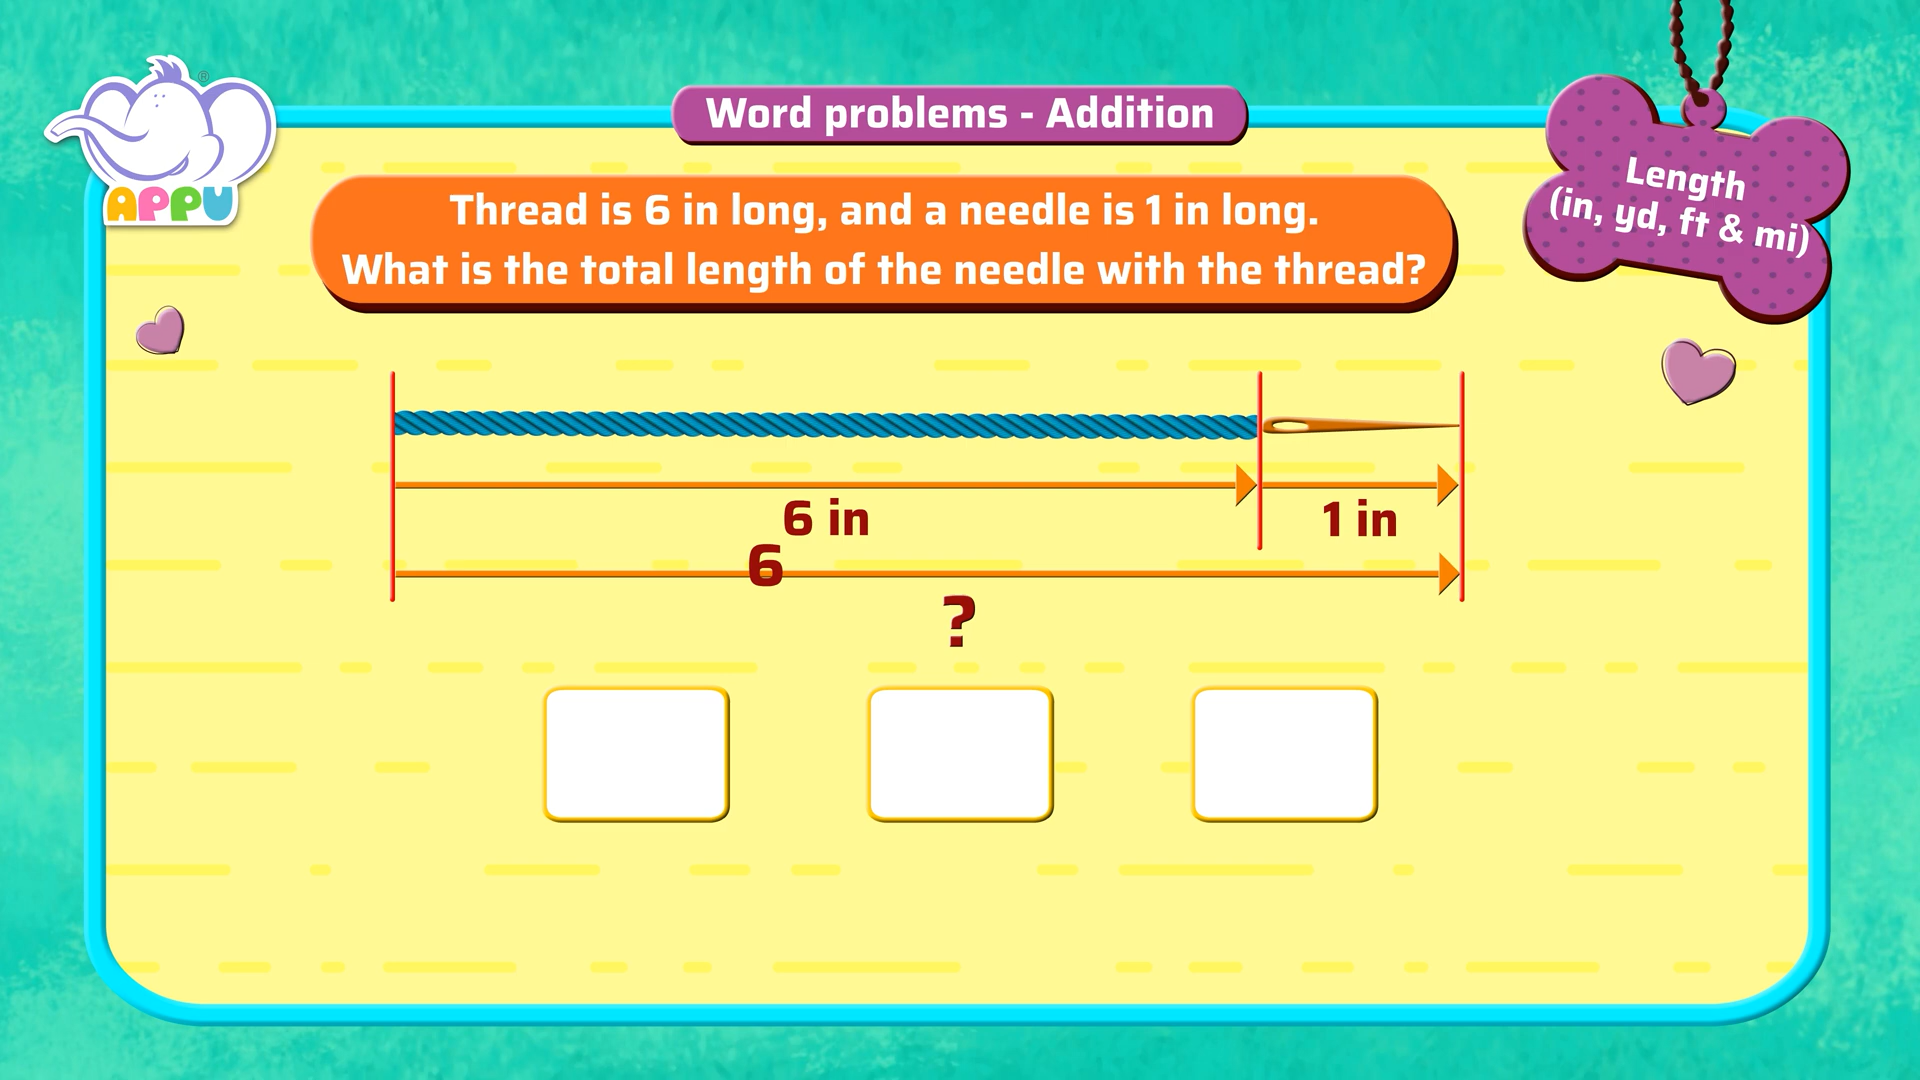 ®
APPU
Word problems - Addition
Length
(in, yd, ft & mi)
Thread is 6 in long, and a needle is 1 in long.
What is the total length of the needle with the thread?
6 in
1 in
6
?